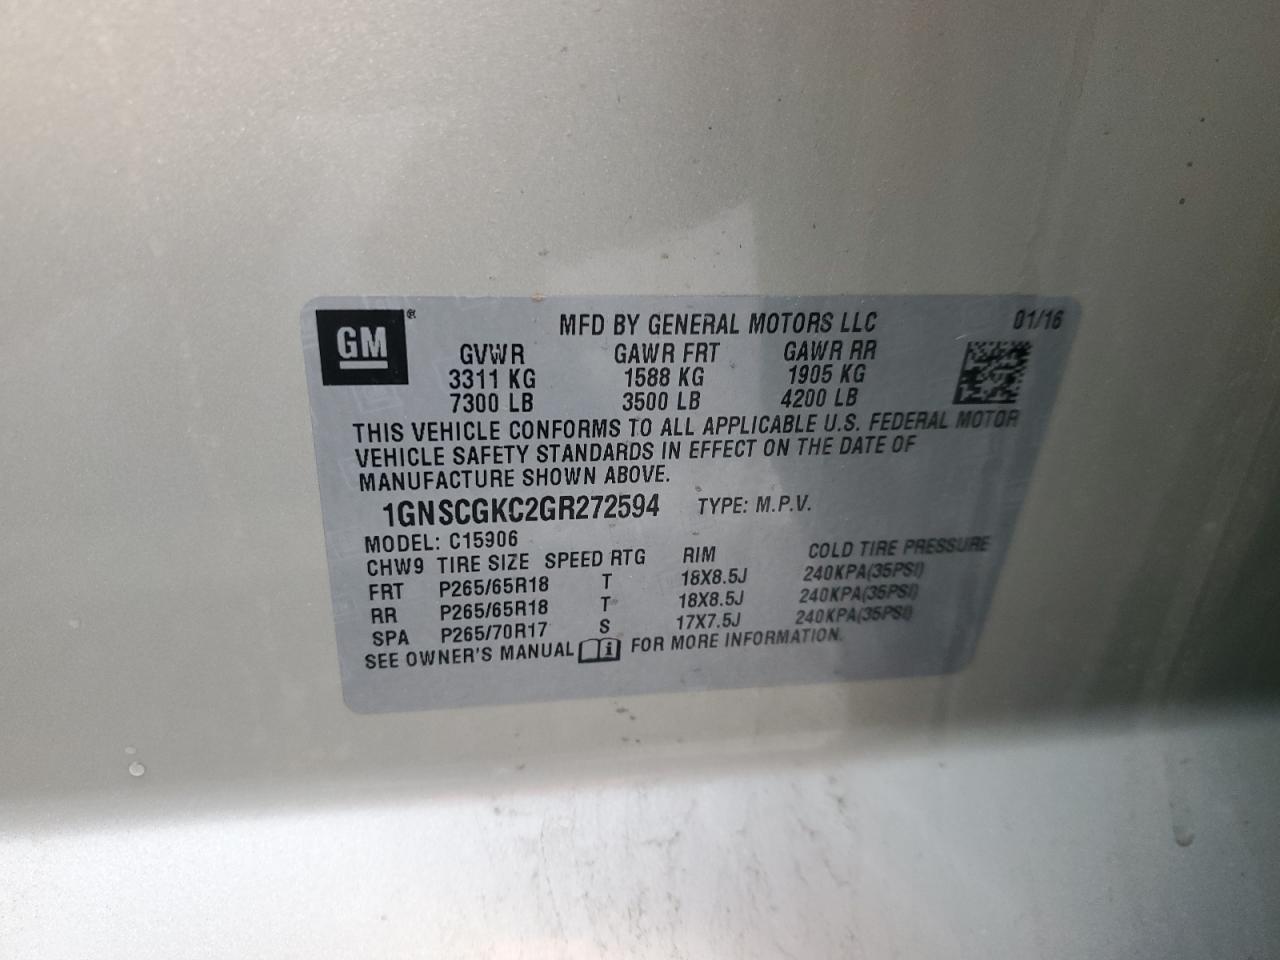 GM®
MFD BY GENERAL MOTORS LLC 01/16
GVWR GAWR FRT GAWR RR
3311 KG 1588 KG 1905 KG
7300 LB 3500 LB 4200 LB
THIS VEHICLE CONFORMS TO ALL APPLICABLE U.S. FEDERAL MOTOR
VEHICLE SAFETY STANDARDS IN EFFECT ON THE DATE OF
MANUFACTURE SHOWN ABOVE.
1GNSCGKC2GR272594 TYPE: M.P.V.
MODEL: C15906
CHW9 TIRE SIZE SPEED RTG RIM COLD TIRE PRESSURE
FRT P265/65R18 T 18X8.5J 240KPA(35PSI)
RR P265/65R18 T 18X8.5J 240KPA(35PSI)
SPA P265/70R17 S 17X7.5J 240KPA(35PSI)
SEE OWNER'S MANUAL i FOR MORE INFORMATION.